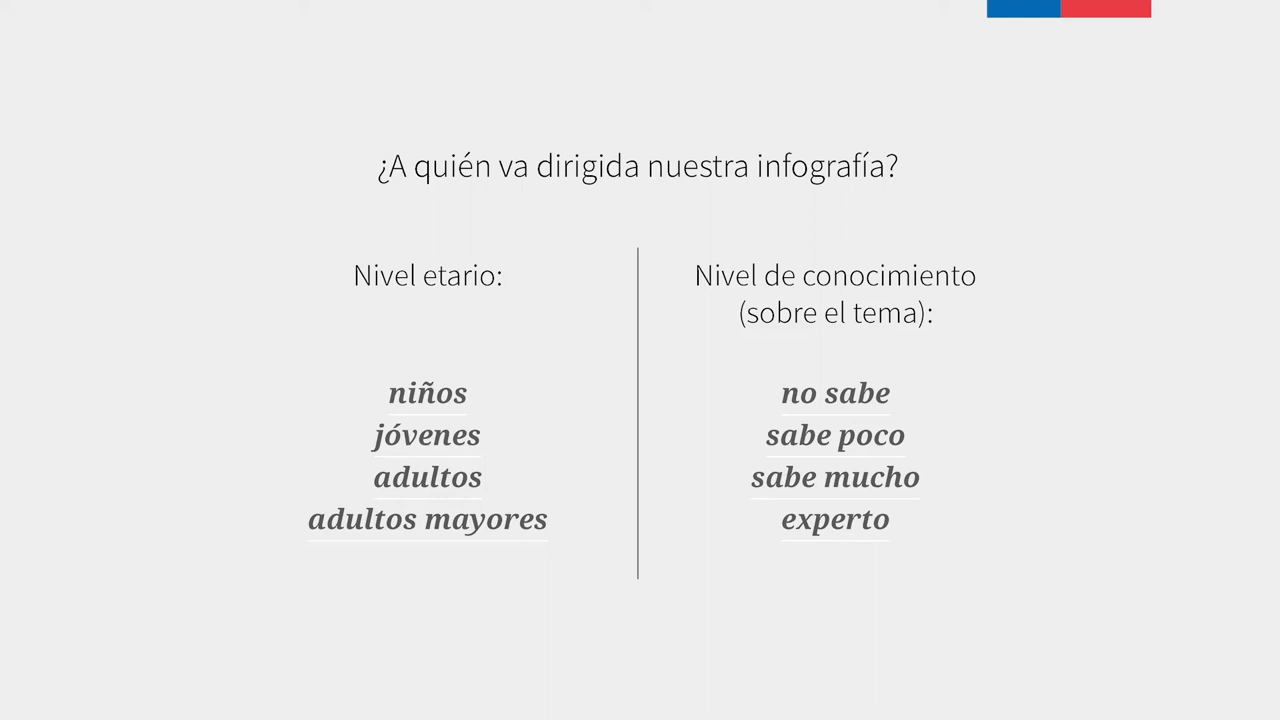 ¿A quién va dirigida nuestra infografía?
Nivel etario:
niños
jóvenes
adultos
adultos mayores
Nivel de conocimiento
(sobre el tema):
no sabe
sabe poco
sabe mucho
experto